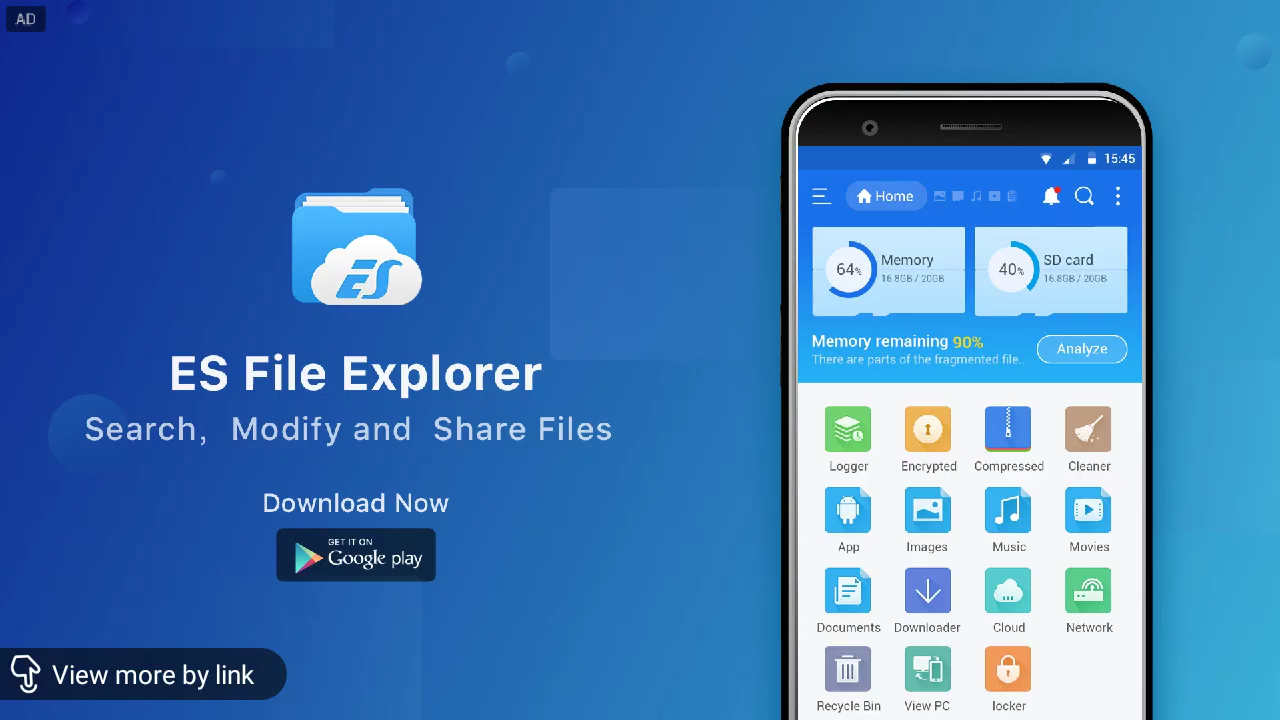 AD
ES
ES File Explorer
Search, Modify and Share Files
Download Now
GET IT ON
Google play
View more by link
15:45
Home
64%
Memory
16.8GB / 20GB
40%
SD card
16.8GB / 20GB
Memory remaining 90%
There are parts of the fragmented file...
Analyze
Logger Encrypted Compressed Cleaner
App Images Music Movies
Documents Downloader Cloud Network
Recycle Bin View PC locker